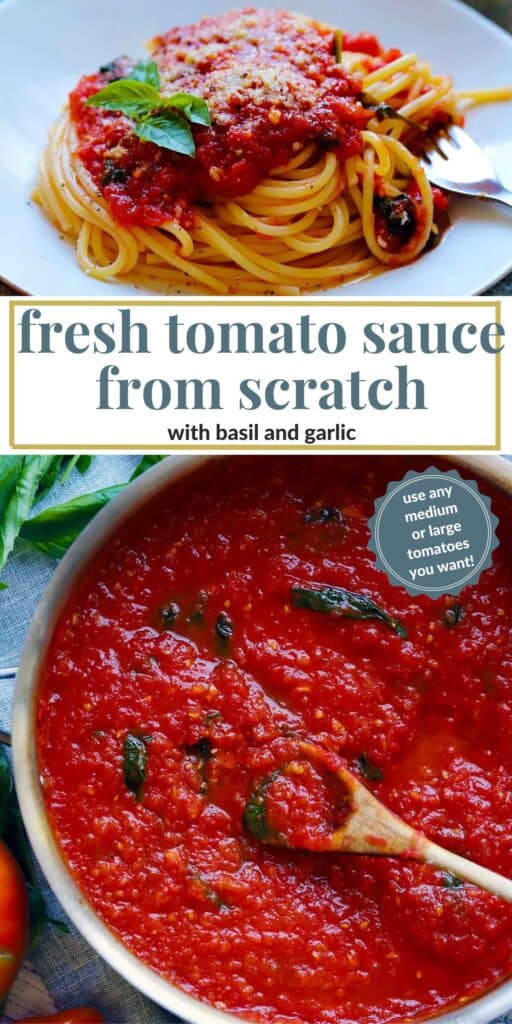 fresh tomato sauce
from scratch
with basil and garlic
use any
medium
or large
tomatoes
you want!